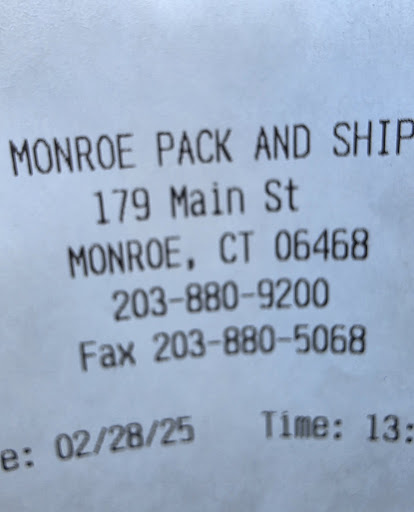 MONROE PACK AND SHIP
179 Main St
MONROE, CT 06468
203-880-9200
Fax 203-880-5068
e: 02/28/25 Time: 13: